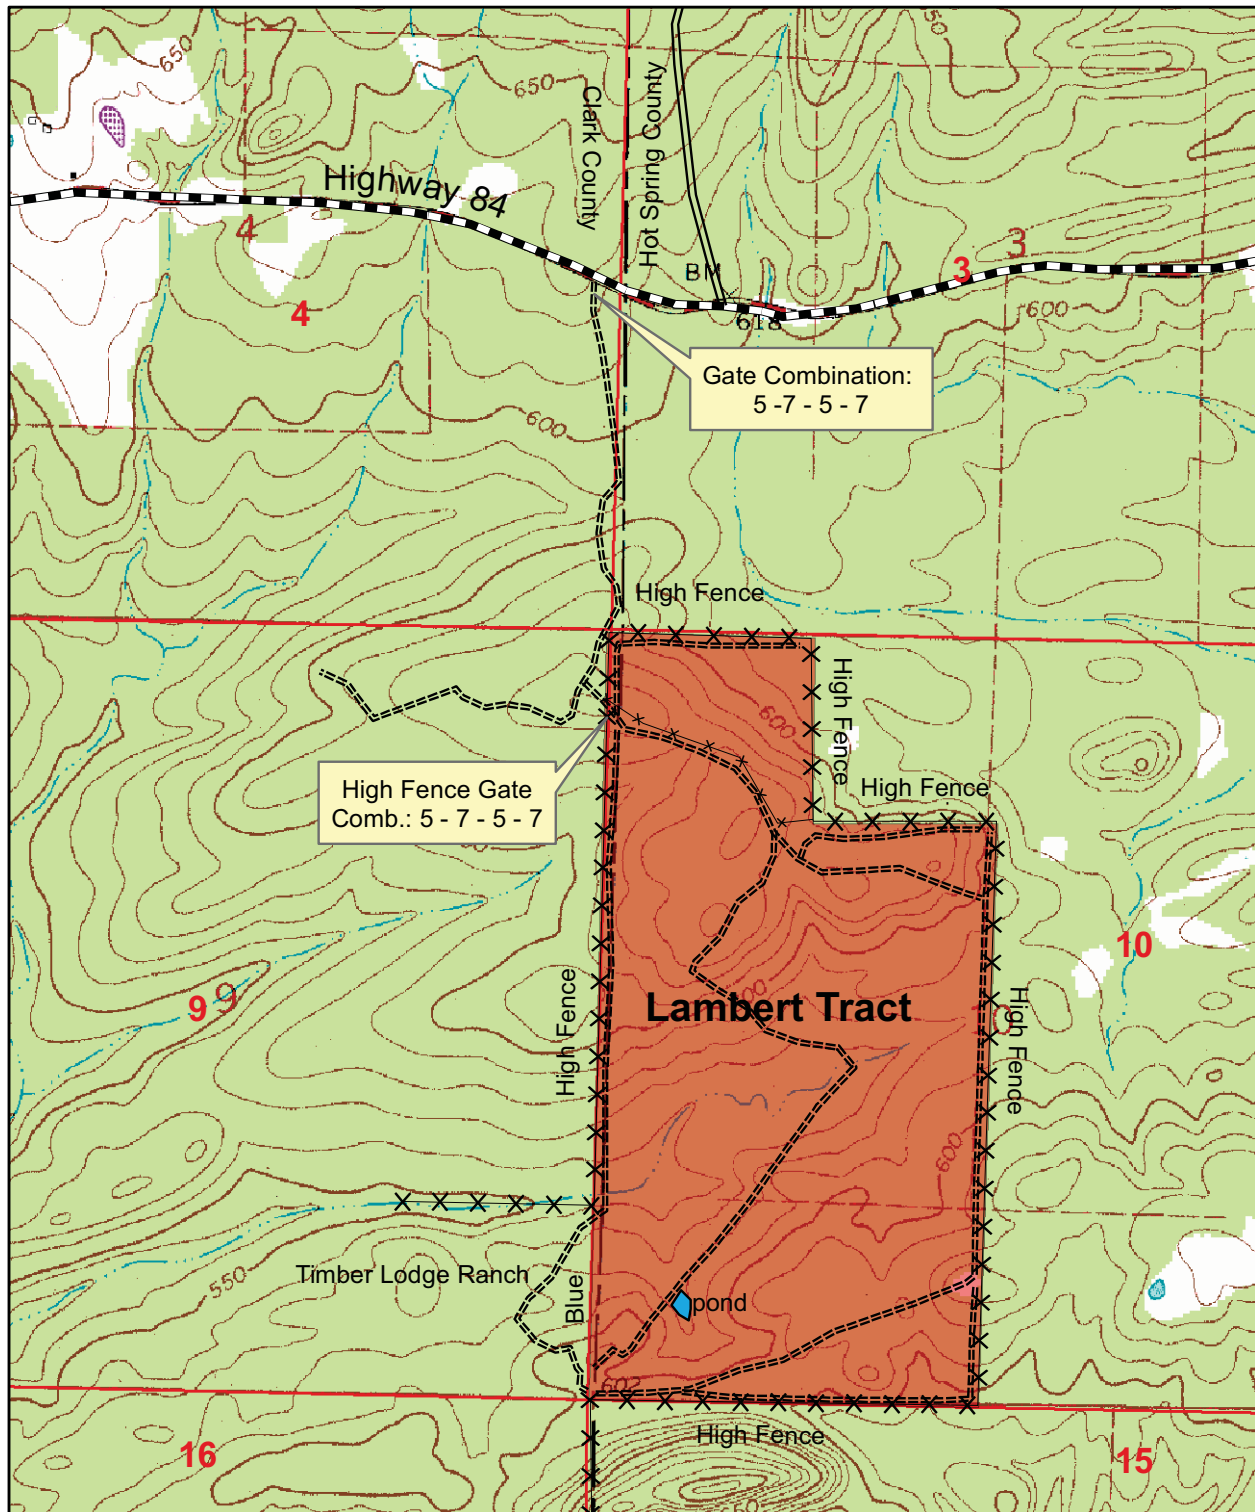 650
650
650
Clark County
Hot Spring County
Highway 84
4
3
3
BM
618
600
4
Gate Combination:
5 -7 - 5 - 7
600
High Fence
High Fence
600
High Fence Gate
Comb.: 5 - 7 - 5 - 7
High Fence
10
9
9
600
Lambert Tract
High Fence
High Fence
600
550
Timber Lodge Ranch
Blue
pond
602
High Fence
16
15